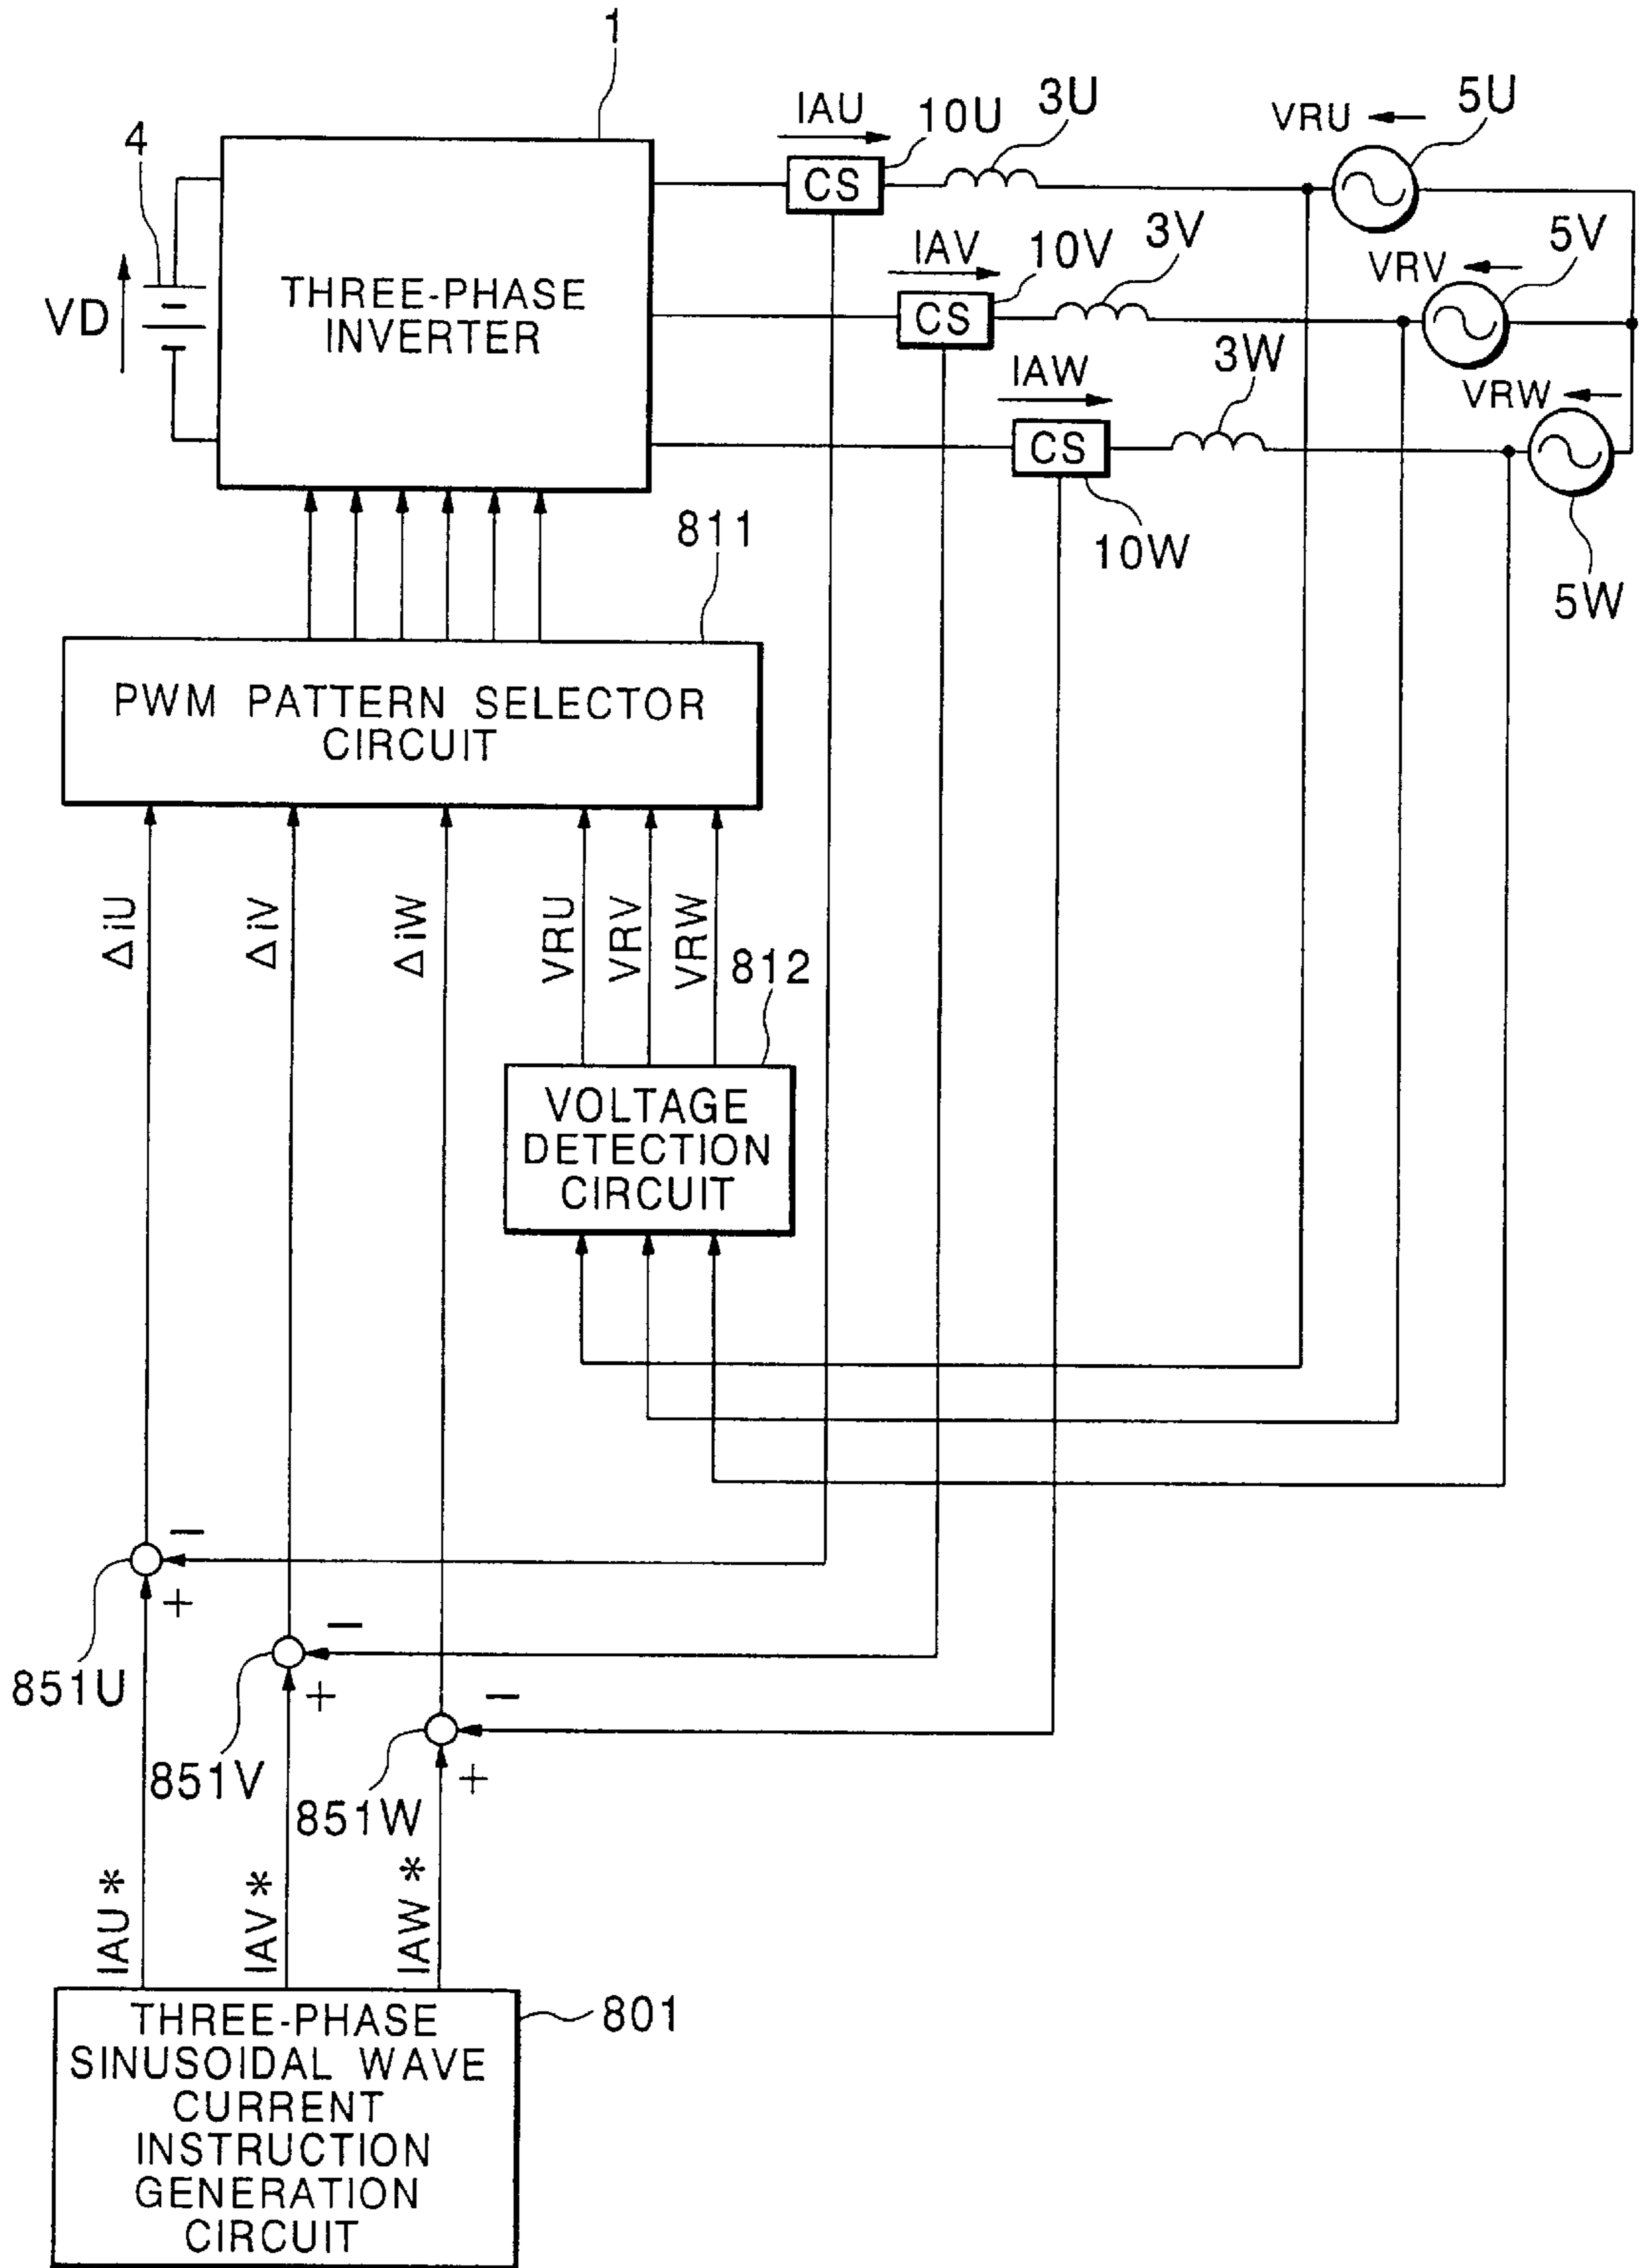 1
IAU
10U
3U
VRU
5U
4
CS
IAV
10V
3V
VRV
5V
THREE-PHASE
INVERTER
VD
CS
IAW
3W
VRW
CS
811
10W
5W
PWM PATTERN SELECTOR
CIRCUIT
ΔiU
ΔiV
ΔiW
VRU
VRV
VRW
812
VOLTAGE
DETECTION
CIRCUIT
−
+
851U
−
+
851V
−
+
851W
IAU*
IAV*
IAW*
THREE-PHASE
SINUSOIDAL WAVE
CURRENT
INSTRUCTION
GENERATION
CIRCUIT
801